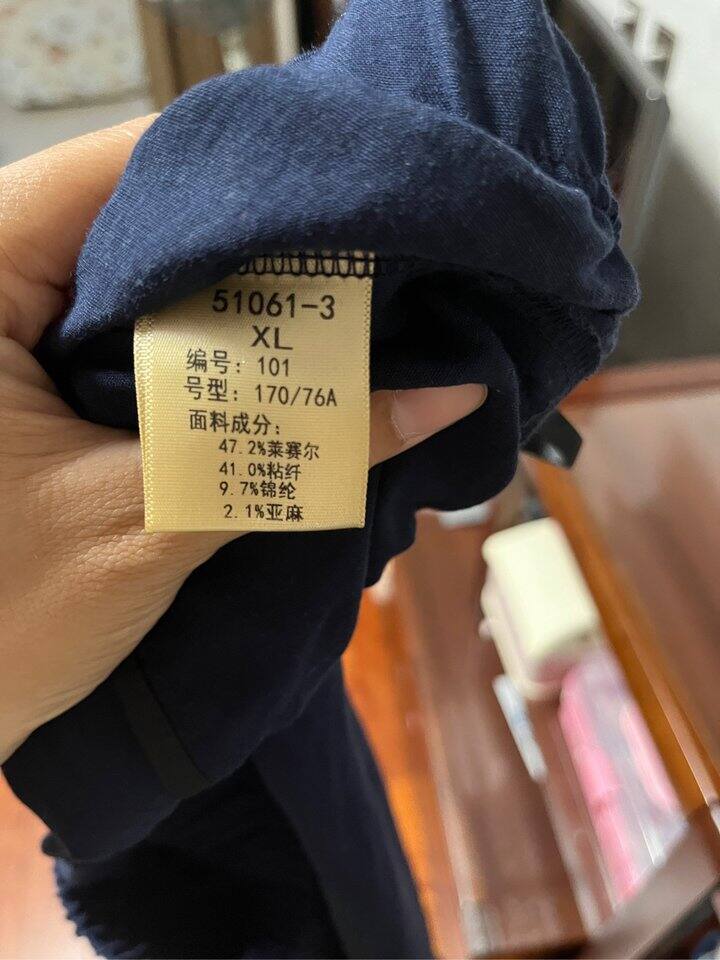 51061-3
XL
编号：101
号型：170/76A
面料成分：
47.2%莱赛尔
41.0%粘纤
9.7%锦纶
2.1%亚麻